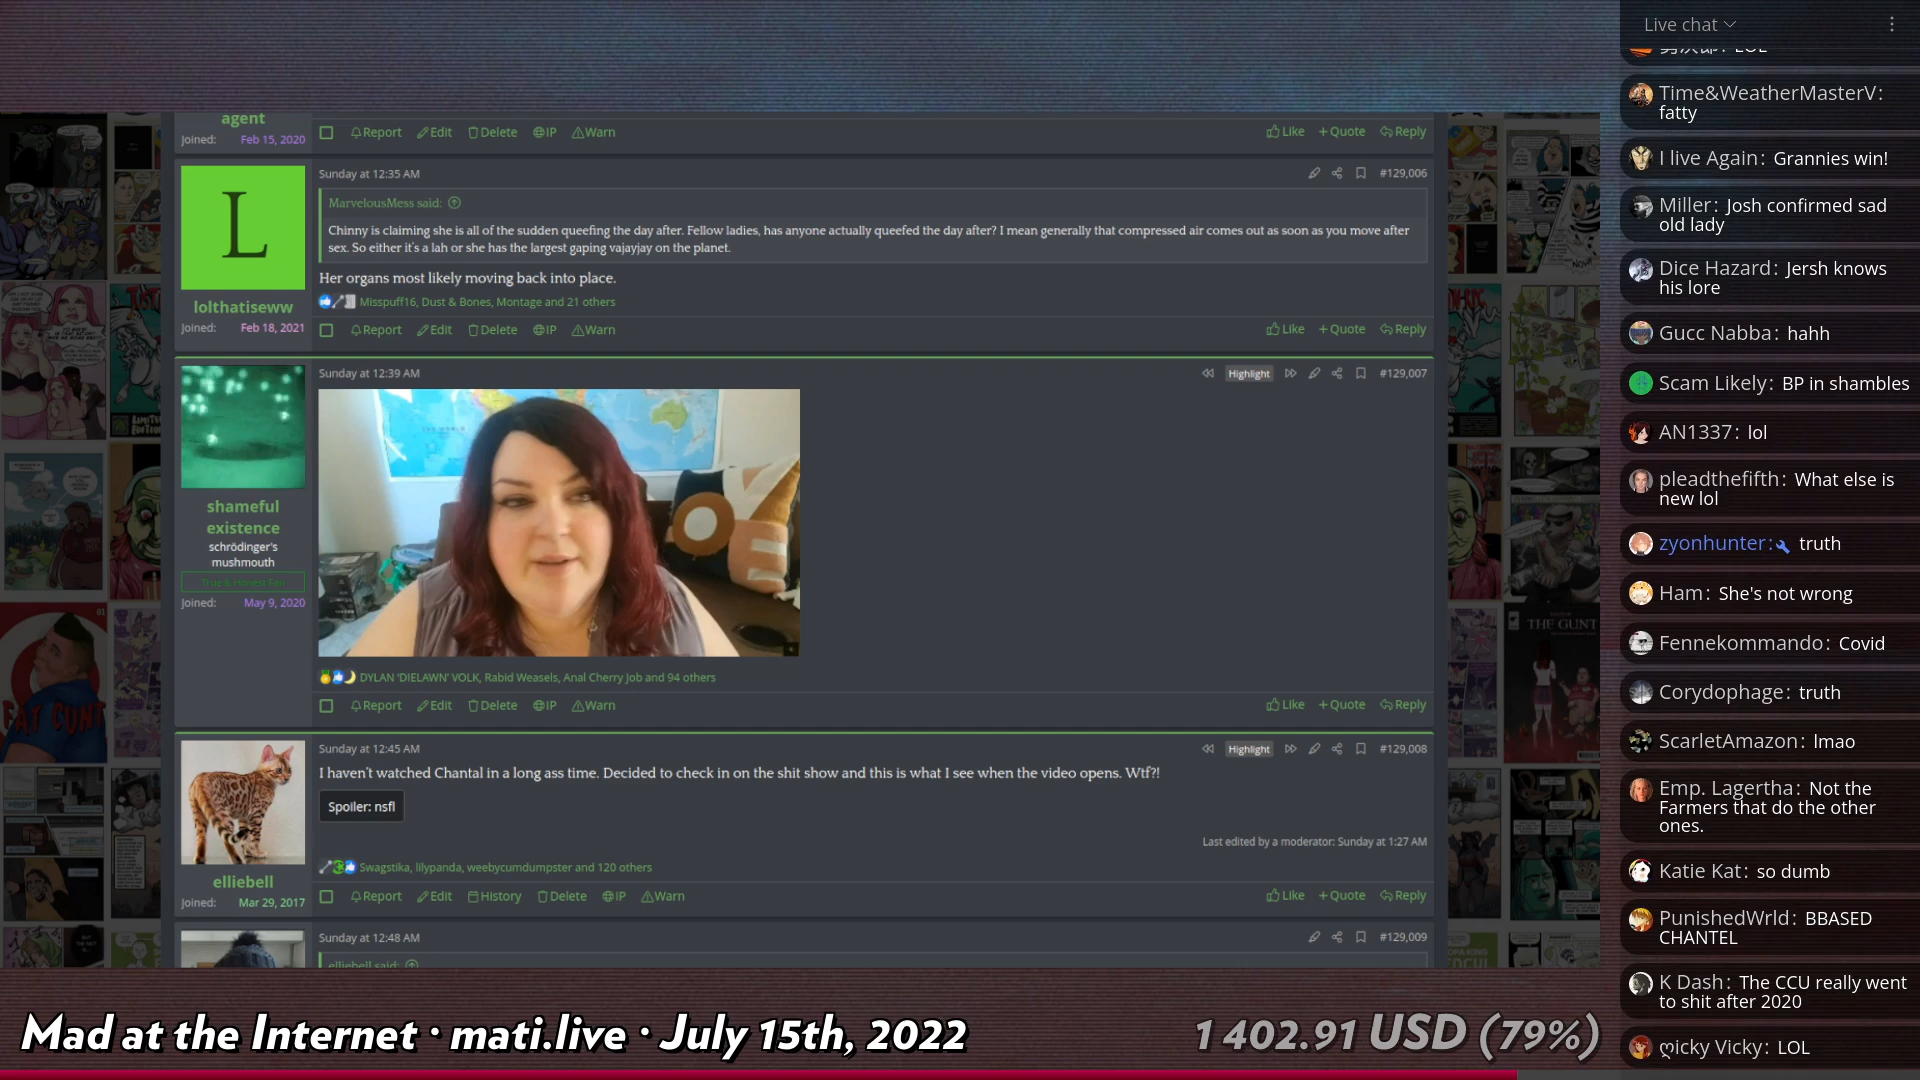 agent
Joined: Feb 15, 2020
Report Edit Delete IP Warn
Like +Quote Reply
L
lolthatiseww
Joined: Feb 18, 2021
Sunday at 12:35 AM
#129,006
MarvelousMess said:
Chinny is claiming she is all of the sudden queefing the day after. Fellow ladies, has anyone actually queefed the day after? I mean generally that compressed air comes out as soon as you move after
sex. So either it's a lah or she has the largest gaping vajayjay on the planet.
Her organs most likely moving back into place.
Misspuff16, Dust & Bones, Montage and 21 others
Report Edit Delete IP Warn
Like +Quote Reply
shameful
existence
schrödinger's
mushmouth
True & Honest Fan
Joined: May 9, 2020
Sunday at 12:39 AM
Highlight
#129,007
DYLAN 'DIELAWN' VOLK, Rabid Weasels, Anal Cherry Job and 94 others
Report Edit Delete IP Warn
Like +Quote Reply
elliebell
Joined: Mar 29, 2017
Sunday at 12:45 AM
Highlight
#129,008
I haven't watched Chantal in a long ass time. Decided to check in on the shit show and this is what I see when the video opens. Wtf?!
Spoiler: nsfl
Last edited by a moderator: Sunday at 1:27 AM
Swagstika, lilypanda, weebycumdumpster and 120 others
Report Edit History Delete IP Warn
Like +Quote Reply
Sunday at 12:48 AM
#129,009
elliebell said:
FAT CUNT
THE GUNT
Mad at the Internet · mati.live · July 15th, 2022
1 402.91 USD (79%)
Live chat
LOL
Time&WeatherMasterV:
fatty
I live Again: Grannies win!
Miller: Josh confirmed sad
old lady
Dice Hazard: Jersh knows
his lore
Gucc Nabba: hahh
Scam Likely: BP in shambles
AN1337: lol
pleadthefifth: What else is
new lol
zyonhunter: truth
Ham: She's not wrong
Fennekommando: Covid
Corydophage: truth
ScarletAmazon: lmao
Emp. Lagertha: Not the
Farmers that do the other
ones.
Katie Kat: so dumb
PunishedWrld: BBASED
CHANTEL
K Dash: The CCU really went
to shit after 2020
ღicky Vicky: LOL